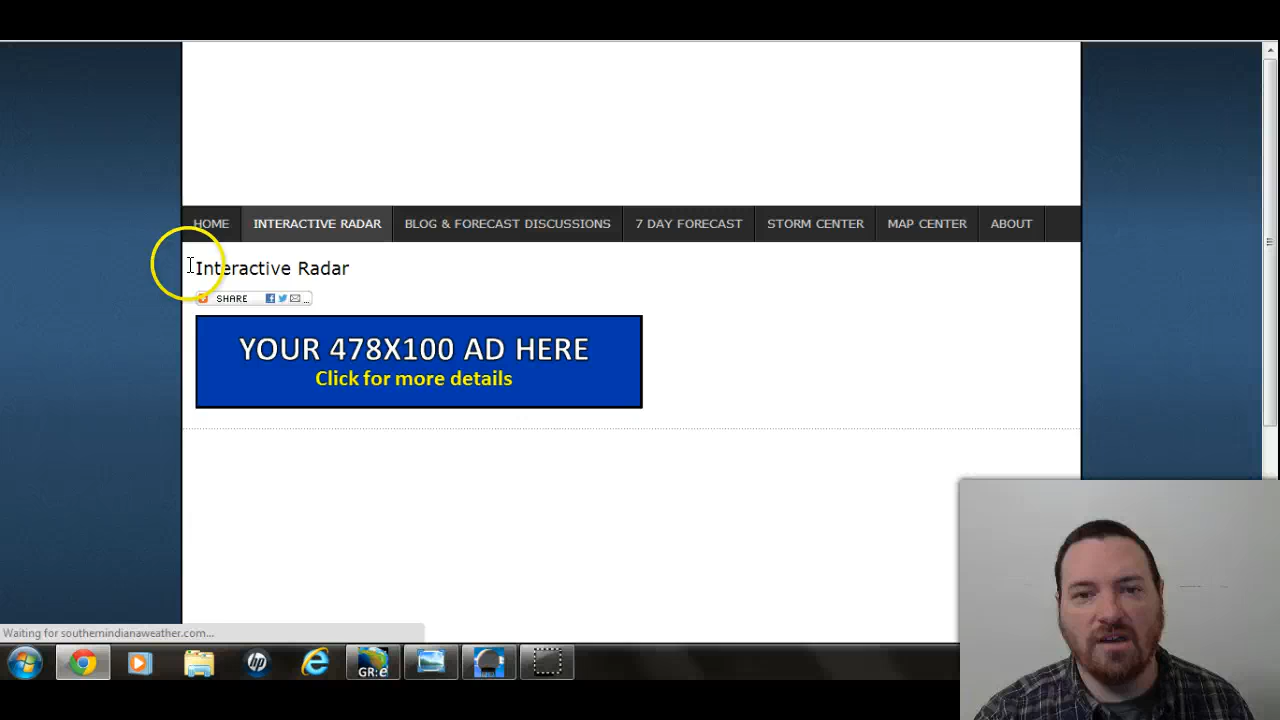 HOME INTERACTIVE RADAR BLOG & FORECAST DISCUSSIONS 7 DAY FORECAST STORM CENTER MAP CENTER ABOUT
Interactive Radar
SHARE ...
YOUR 478X100 AD HERE
Click for more details
Waiting for southernindianaweather.com...
hp
GR:e